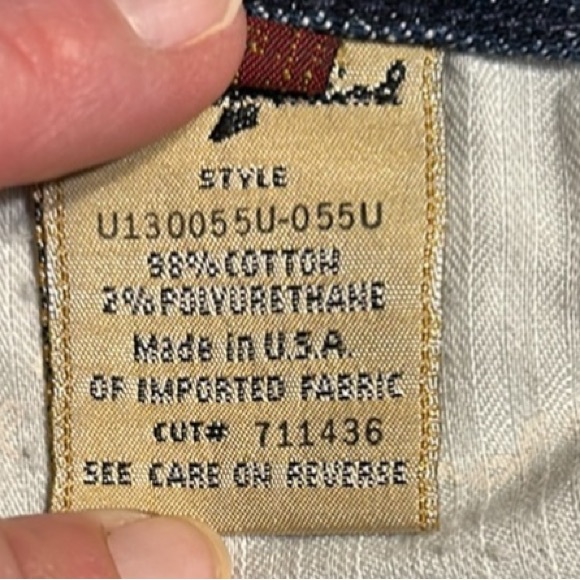 STYLE
U130055U-055U
98% COTTON
2% POLYURETHANE
Made in U.S.A.
OF IMPORTED FABRIC
CUT# 711436
SEE CARE ON REVERSE